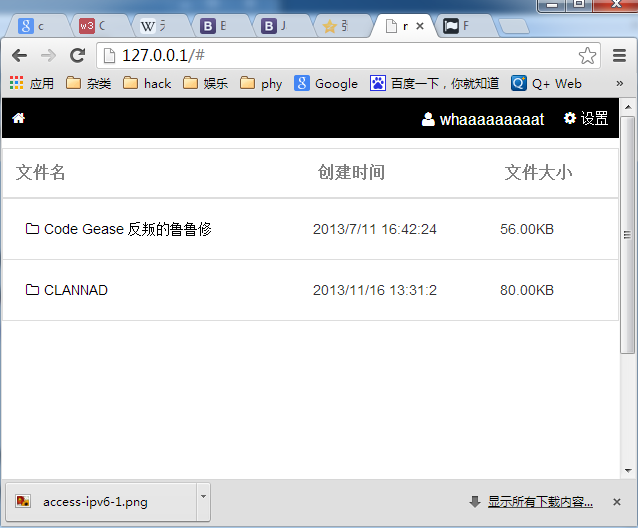 c w3 C W B E B J r F
127.0.0.1/#
应用 杂类 hack 娱乐 phy Google 百度一下，你就知道 Q+ Web »
whaaaaaaaaat 设置
文件名 创建时间 文件大小
Code Gease 反叛的鲁鲁修 2013/7/11 16:42:24 56.00KB
CLANNAD 2013/11/16 13:31:2 80.00KB
access-ipv6-1.png 显示所有下载内容...